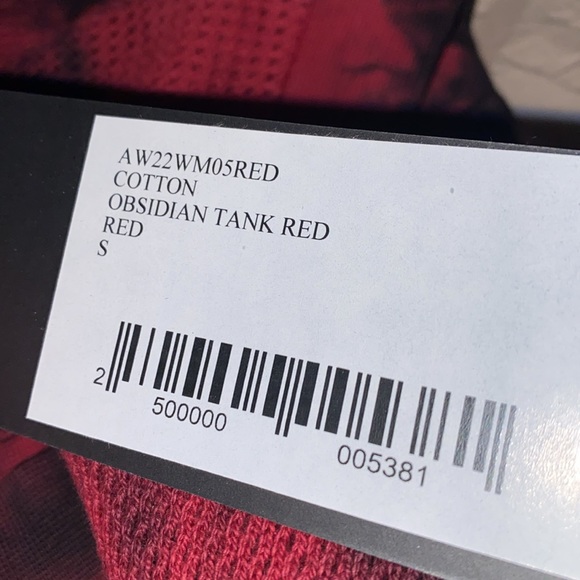 AW22WM05RED
COTTON
OBSIDIAN TANK RED
RED
S
2 500000 005381